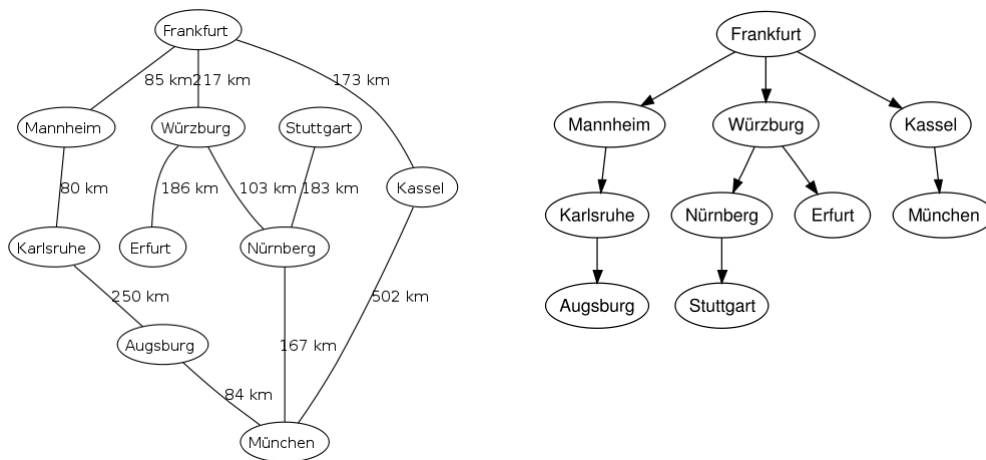 Frankfurt
85 km 217 km 173 km
Mannheim Würzburg Stuttgart
Kassel
80 km 186 km 103 km 183 km
Karlsruhe Erfurt Nürnberg
250 km 502 km
Augsburg 167 km
84 km
München
Frankfurt
Mannheim Würzburg Kassel
Karlsruhe Nürnberg Erfurt München
Augsburg Stuttgart